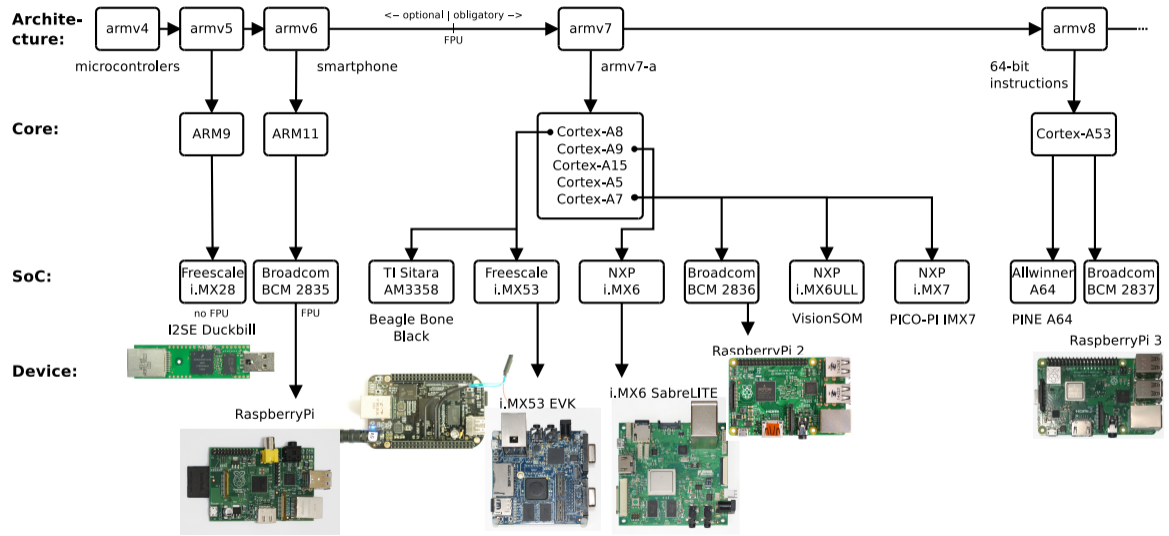 Archite-
cture:
armv4
armv5
armv6
<– optional | obligatory –>
FPU
armv7
armv8
...
microcontrolers
smartphone
armv7-a
64-bit
instructions
Core:
ARM9
ARM11
Cortex-A8
Cortex-A9
Cortex-A15
Cortex-A5
Cortex-A7
Cortex-A53
SoC:
Freescale
i.MX28
Broadcom
BCM 2835
TI Sitara
AM3358
Freescale
i.MX53
NXP
i.MX6
Broadcom
BCM 2836
NXP
i.MX6ULL
NXP
i.MX7
Allwinner
A64
Broadcom
BCM 2837
no FPU
FPU
I2SE Duckbill
Beagle Bone
Black
VisionSOM
PICO-PI IMX7
PINE A64
RaspberryPi 2
RaspberryPi 3
Device:
RaspberryPi
i.MX53 EVK
i.MX6 SabreLITE
HDMI